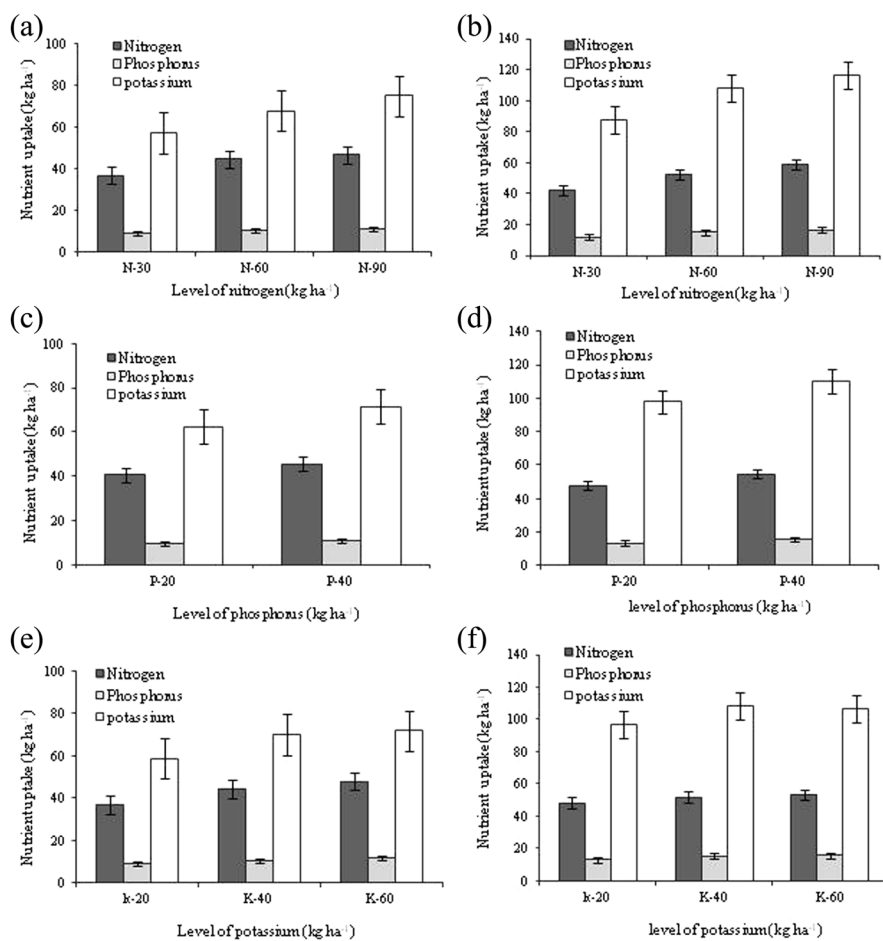 (a)
100
80
60
40
20
0
Nutrient uptake (kg ha⁻¹)
Nitrogen
Phosphorus
potassium
N-30 N-60 N-90
Level of nitrogen (kg ha⁻¹)
(b)
140
120
100
80
60
40
20
0
Nutrient uptake (kg ha⁻¹)
Nitrogen
Phosphorus
potassium
N-30 N-60 N-90
Level of nitrogen (kg ha⁻¹)
(c)
100
80
60
40
20
0
Nutrient uptake (kg ha⁻¹)
Nitrogen
Phosphorus
potassium
P-20 P-40
Level of phosphorus (kg ha⁻¹)
(d)
140
120
100
80
60
40
20
0
Nutrient uptake (kg ha⁻¹)
Nitrogen
Phosphorus
potassium
P-20 P-40
level of phosphorus (kg ha⁻¹)
(e)
100
80
60
40
20
0
Nutrient uptake (kg ha⁻¹)
Nitrogen
Phosphorus
potassium
k-20 K-40 K-60
Level of potassium (kg ha⁻¹)
(f)
140
120
100
80
60
40
20
0
Nutrient uptake (kg ha⁻¹)
Nitrogen
Phosphorus
potassium
k-20 K-40 K-60
level of potassium (kg ha⁻¹)